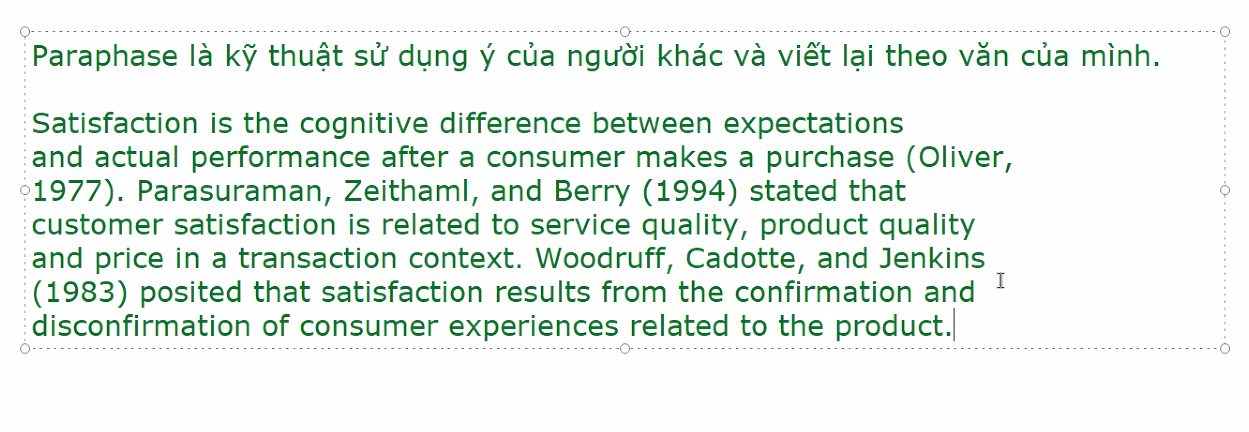 Paraphase là kỹ thuật sử dụng ý của người khác và viết lại theo văn của mình.
Satisfaction is the cognitive difference between expectations
and actual performance after a consumer makes a purchase (Oliver,
1977). Parasuraman, Zeithaml, and Berry (1994) stated that
customer satisfaction is related to service quality, product quality
and price in a transaction context. Woodruff, Cadotte, and Jenkins
(1983) posited that satisfaction results from the confirmation and
disconfirmation of consumer experiences related to the product.